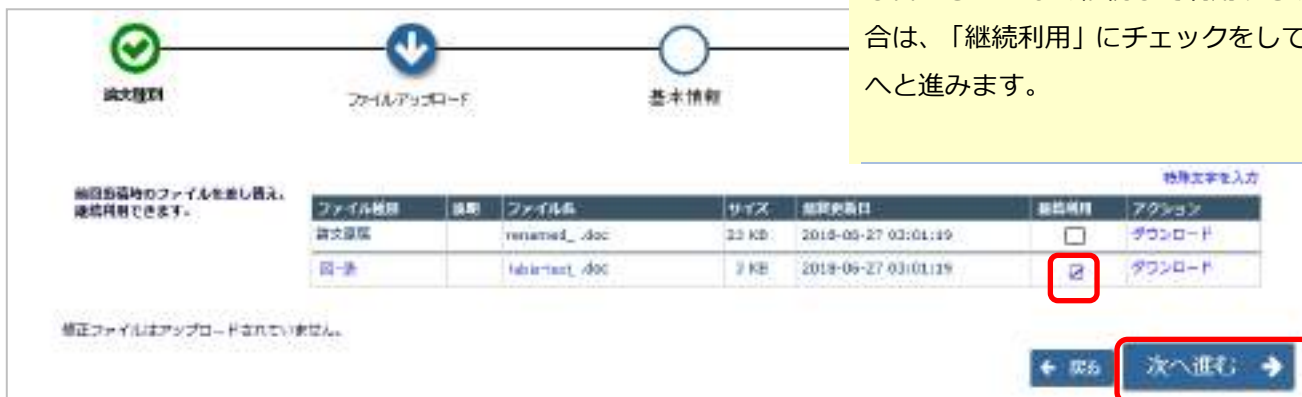 合は、「継続利用」にチェックをして
へと進みます。
論文種別
ファイルアップロード
基本情報
特殊文字を入力
前回投稿時のファイルを差し替え、
継続利用できます。
ファイル種別 説明 ファイル名 サイズ 最終更新日 継続利用 アクション
論文原稿 renamed_ .doc 23 KB 2018-06-27 03:01:19 ダウンロード
図-表 .doc 7 KB 2018-06-27 03:01:19 ダウンロード
修正ファイルはアップロードされていません。
戻る 次へ進む